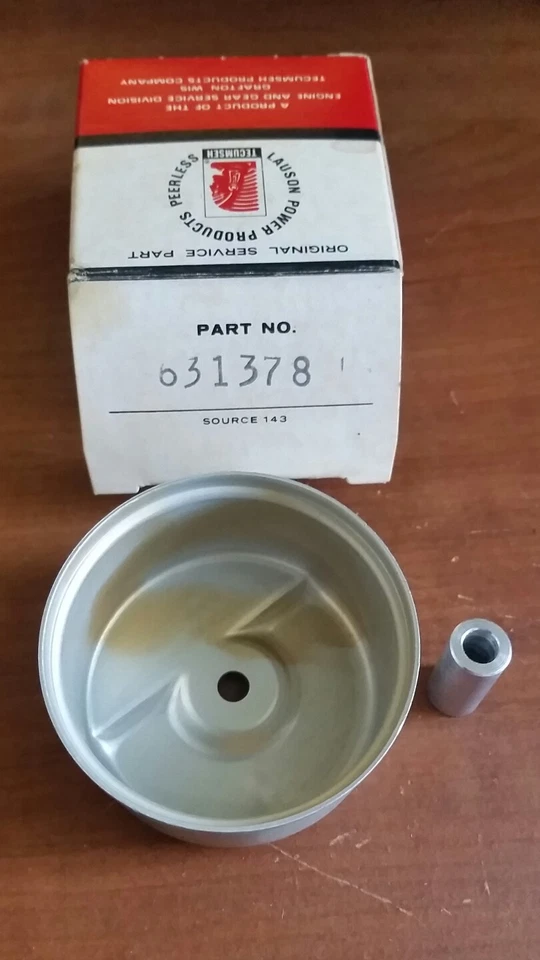 A PRODUCT OF THE
ENGINE AND GEAR SERVICE DIVISION
GRAFTON WIS
TECUMSEH PRODUCTS COMPANY
LAUSON POWER PRODUCTS PEERLESS
TECUMSEH
®
ORIGINAL SERVICE PART
PART NO.
631378
SOURCE 143